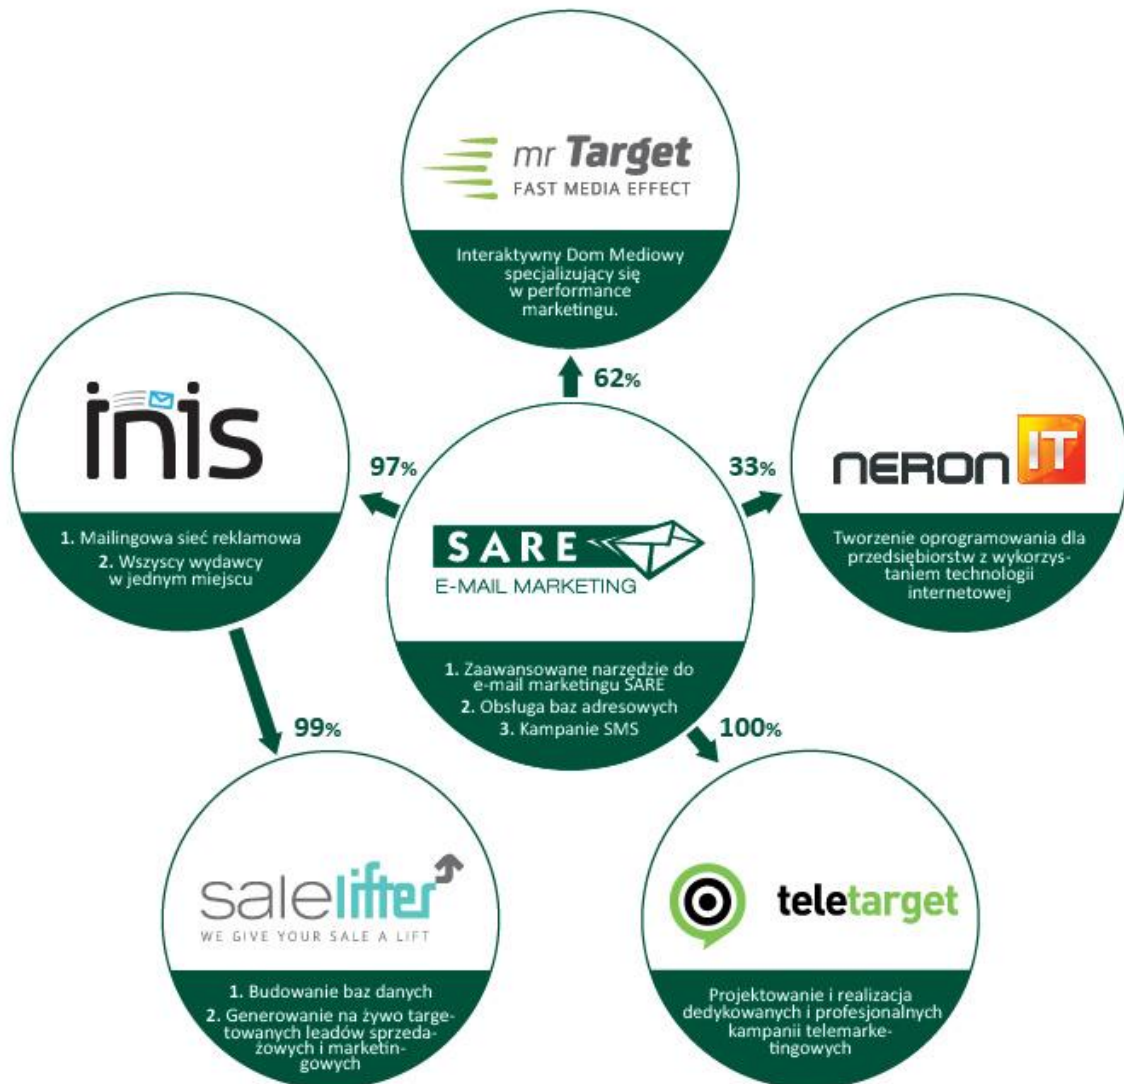 mr Target
FAST MEDIA EFFECT
Interaktywny Dom Mediowy
specjalizujący się
w performance
marketingu.
62%
inis
1. Mailingowa sieć reklamowa
2. Wszyscy wydawcy
w jednym miejscu
97%
33%
NERON IT
Tworzenie oprogramowania dla
przedsiębiorstw z wykorzys-
taniem technologii
internetowej
SARE
E-MAIL MARKETING
1. Zaawansowane narzędzie do
e-mail marketingu SARE
2. Obsługa baz adresowych
3. Kampanie SMS
99%
100%
salelifter
WE GIVE YOUR SALE A LIFT
1. Budowanie baz danych
2. Generowanie na żywo targe-
towanych leadów sprzeda-
żowych i marketin-
gowych
teletarget
Projektowanie i realizacja
dedykowanych i profesjonalnych
kampanii telemarke-
tingowych